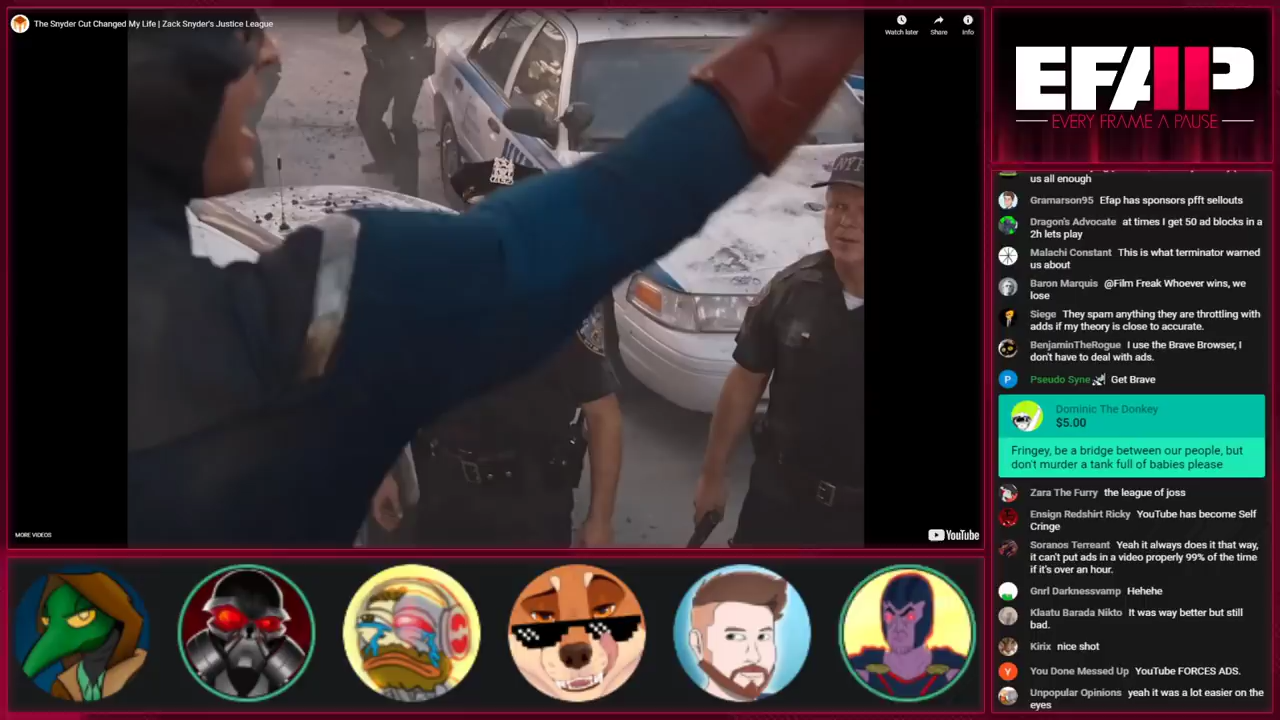 The Snyder Cut Changed My Life | Zack Snyder's Justice League
Watch later
Share
Info
MORE VIDEOS
YouTube
EFAP
EVERY FRAME A PAUSE
us all enough
Gramarson95 Efap has sponsors pfft sellouts
Dragon's Advocate at times I get 50 ad blocks in a
2h lets play
Malachi Constant This is what terminator warned
us about
Baron Marquis @Film Freak Whoever wins, we
lose
Siege They spam anything they are throttling with
adds if my theory is close to accurate.
BenjaminTheRogue I use the Brave Browser, I
don't have to deal with ads.
P
Pseudo Syne Get Brave
Dominic The Donkey
$5.00
Fringey, be a bridge between our people, but
don't murder a tank full of babies please
Zara The Furry the league of joss
Ensign Redshirt Ricky YouTube has become Self
Cringe
Soranos Terreant Yeah it always does it that way,
it can't put ads in a video properly 99% of the time
if it's over an hour.
Gnrl Darknessvamp Hehehe
Klaatu Barada Nikto It was way better but still
bad.
Kirix nice shot
Y
You Done Messed Up YouTube FORCES ADS.
Unpopular Opinions yeah it was a lot easier on the
eyes